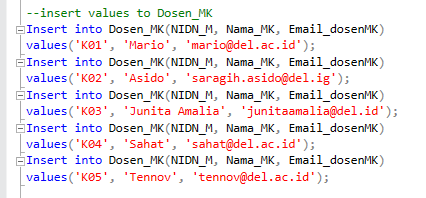 --insert values to Dosen_MK
Insert into Dosen_MK(NIDN_M, Nama_MK, Email_dosenMK)
values('K01', 'Mario', 'mario@del.ac.id');
Insert into Dosen_MK(NIDN_M, Nama_MK, Email_dosenMK)
values('K02', 'Asido', 'saragih.asido@del.ig');
Insert into Dosen_MK(NIDN_M, Nama_MK, Email_dosenMK)
values('K03', 'Junita Amalia', 'junitaamalia@del.id');
Insert into Dosen_MK(NIDN_M, Nama_MK, Email_dosenMK)
values('K04', 'Sahat', 'sahat@del.ac.id');
Insert into Dosen_MK(NIDN_M, Nama_MK, Email_dosenMK)
values('K05', 'Tennov', 'tennov@del.ac.id');